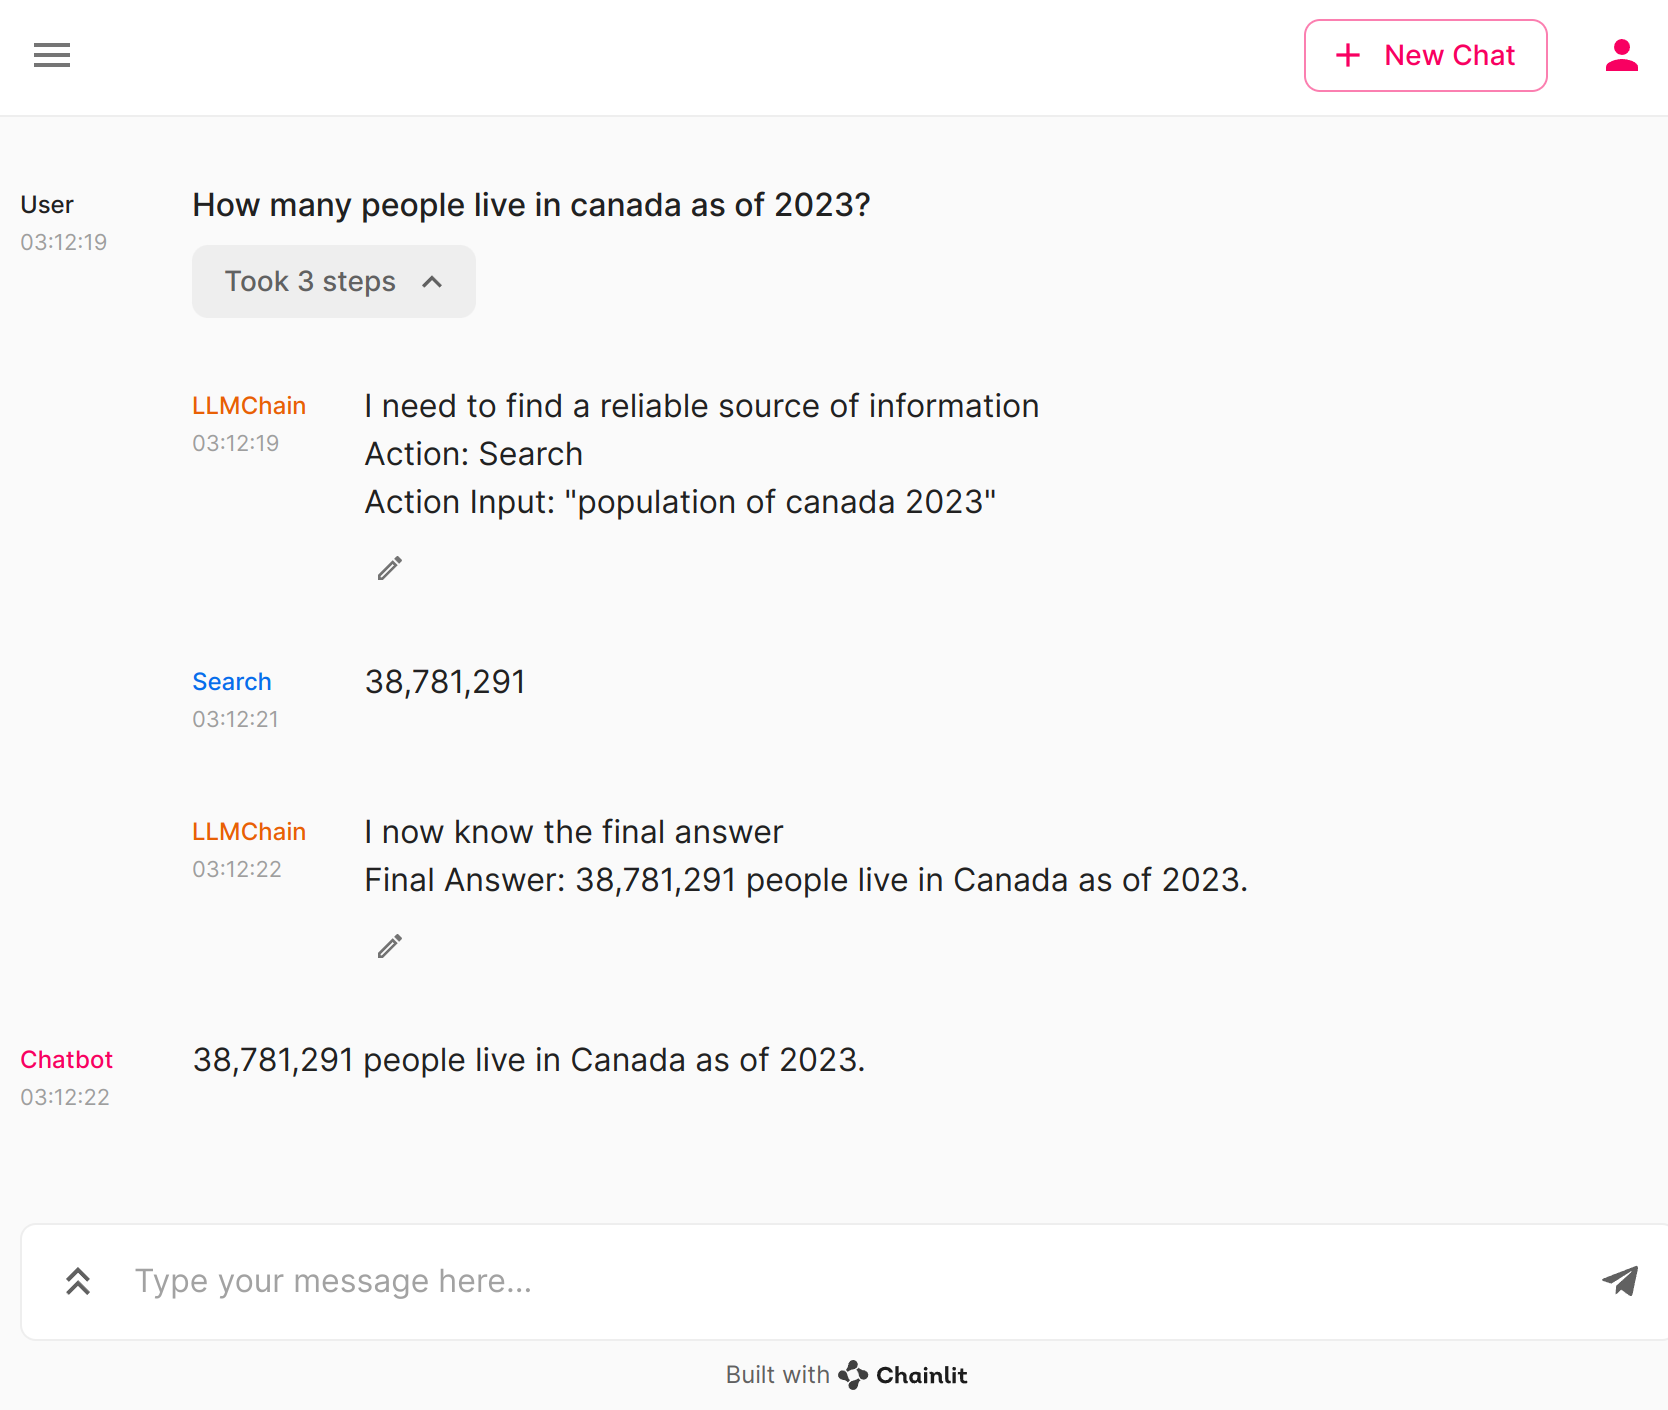 New Chat
User
03:12:19
How many people live in canada as of 2023?
Took 3 steps
LLMChain
03:12:19
I need to find a reliable source of information
Action: Search
Action Input: "population of canada 2023"
Search
03:12:21
38,781,291
LLMChain
03:12:22
I now know the final answer
Final Answer: 38,781,291 people live in Canada as of 2023.
Chatbot
03:12:22
38,781,291 people live in Canada as of 2023.
Type your message here...
Built with Chainlit